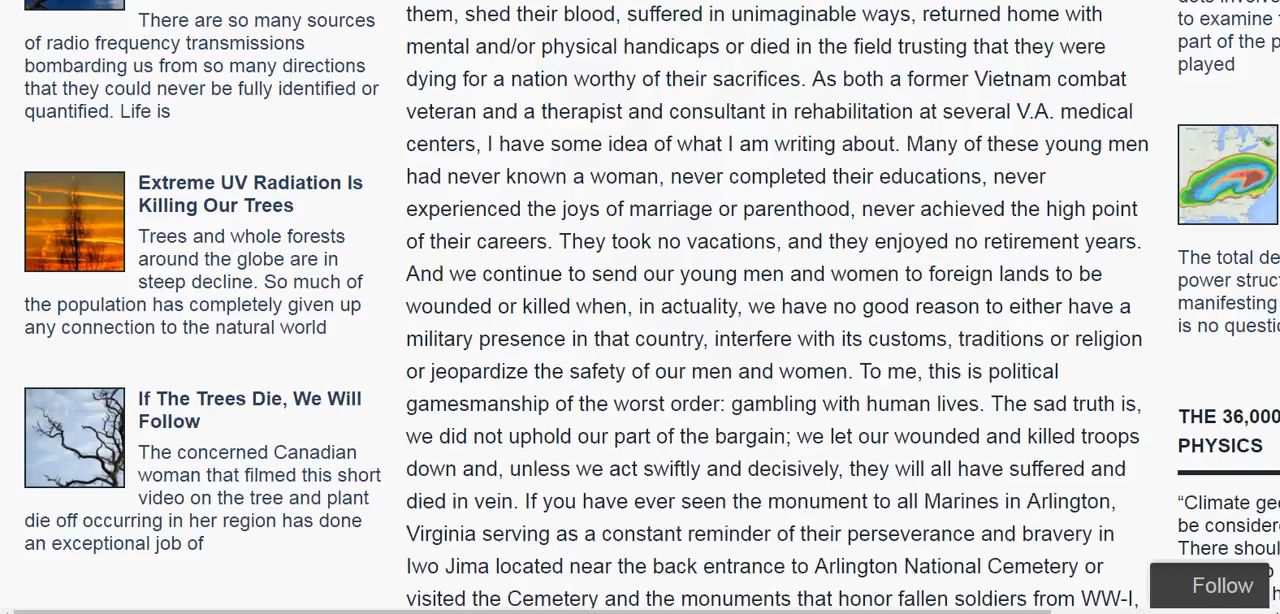 There are so many sources
of radio frequency transmissions
bombarding us from so many directions
that they could never be fully identified or
quantified. Life is
Extreme UV Radiation Is
Killing Our Trees
Trees and whole forests
around the globe are in
steep decline. So much of
the population has completely given up
any connection to the natural world
If The Trees Die, We Will
Follow
The concerned Canadian
woman that filmed this short
video on the tree and plant
die off occurring in her region has done
an exceptional job of
them, shed their blood, suffered in unimaginable ways, returned home with
mental and/or physical handicaps or died in the field trusting that they were
dying for a nation worthy of their sacrifices. As both a former Vietnam combat
veteran and a therapist and consultant in rehabilitation at several V.A. medical
centers, I have some idea of what I am writing about. Many of these young men
had never known a woman, never completed their educations, never
experienced the joys of marriage or parenthood, never achieved the high point
of their careers. They took no vacations, and they enjoyed no retirement years.
And we continue to send our young men and women to foreign lands to be
wounded or killed when, in actuality, we have no good reason to either have a
military presence in that country, interfere with its customs, traditions or religion
or jeopardize the safety of our men and women. To me, this is political
gamesmanship of the worst order: gambling with human lives. The sad truth is,
we did not uphold our part of the bargain; we let our wounded and killed troops
down and, unless we act swiftly and decisively, they will all have suffered and
died in vein. If you have ever seen the monument to all Marines in Arlington,
Virginia serving as a constant reminder of their perseverance and bravery in
Iwo Jima located near the back entrance to Arlington National Cemetery or
visited the Cemetery and the monuments that honor fallen soldiers from WW-I,
to examine
part of the p
played
The total de
power struc
manifesting
is no questi
THE 36,000
PHYSICS
“Climate geo
be consider
There shoul
Follow